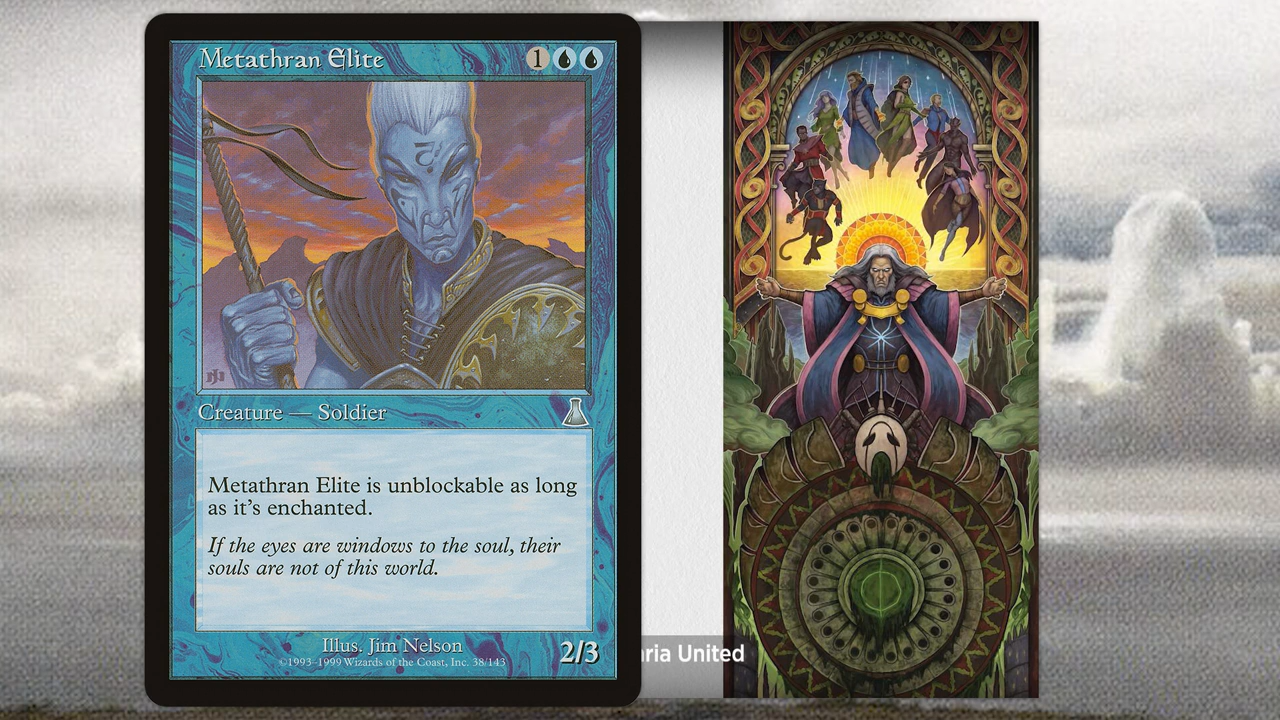 Metathran Elite
1
Creature — Soldier
Metathran Elite is unblockable as long
as it's enchanted.
If the eyes are windows to the soul, their
souls are not of this world.
Illus. Jim Nelson
©1993–1999 Wizards of the Coast, Inc. 38/143
2/3
aria United